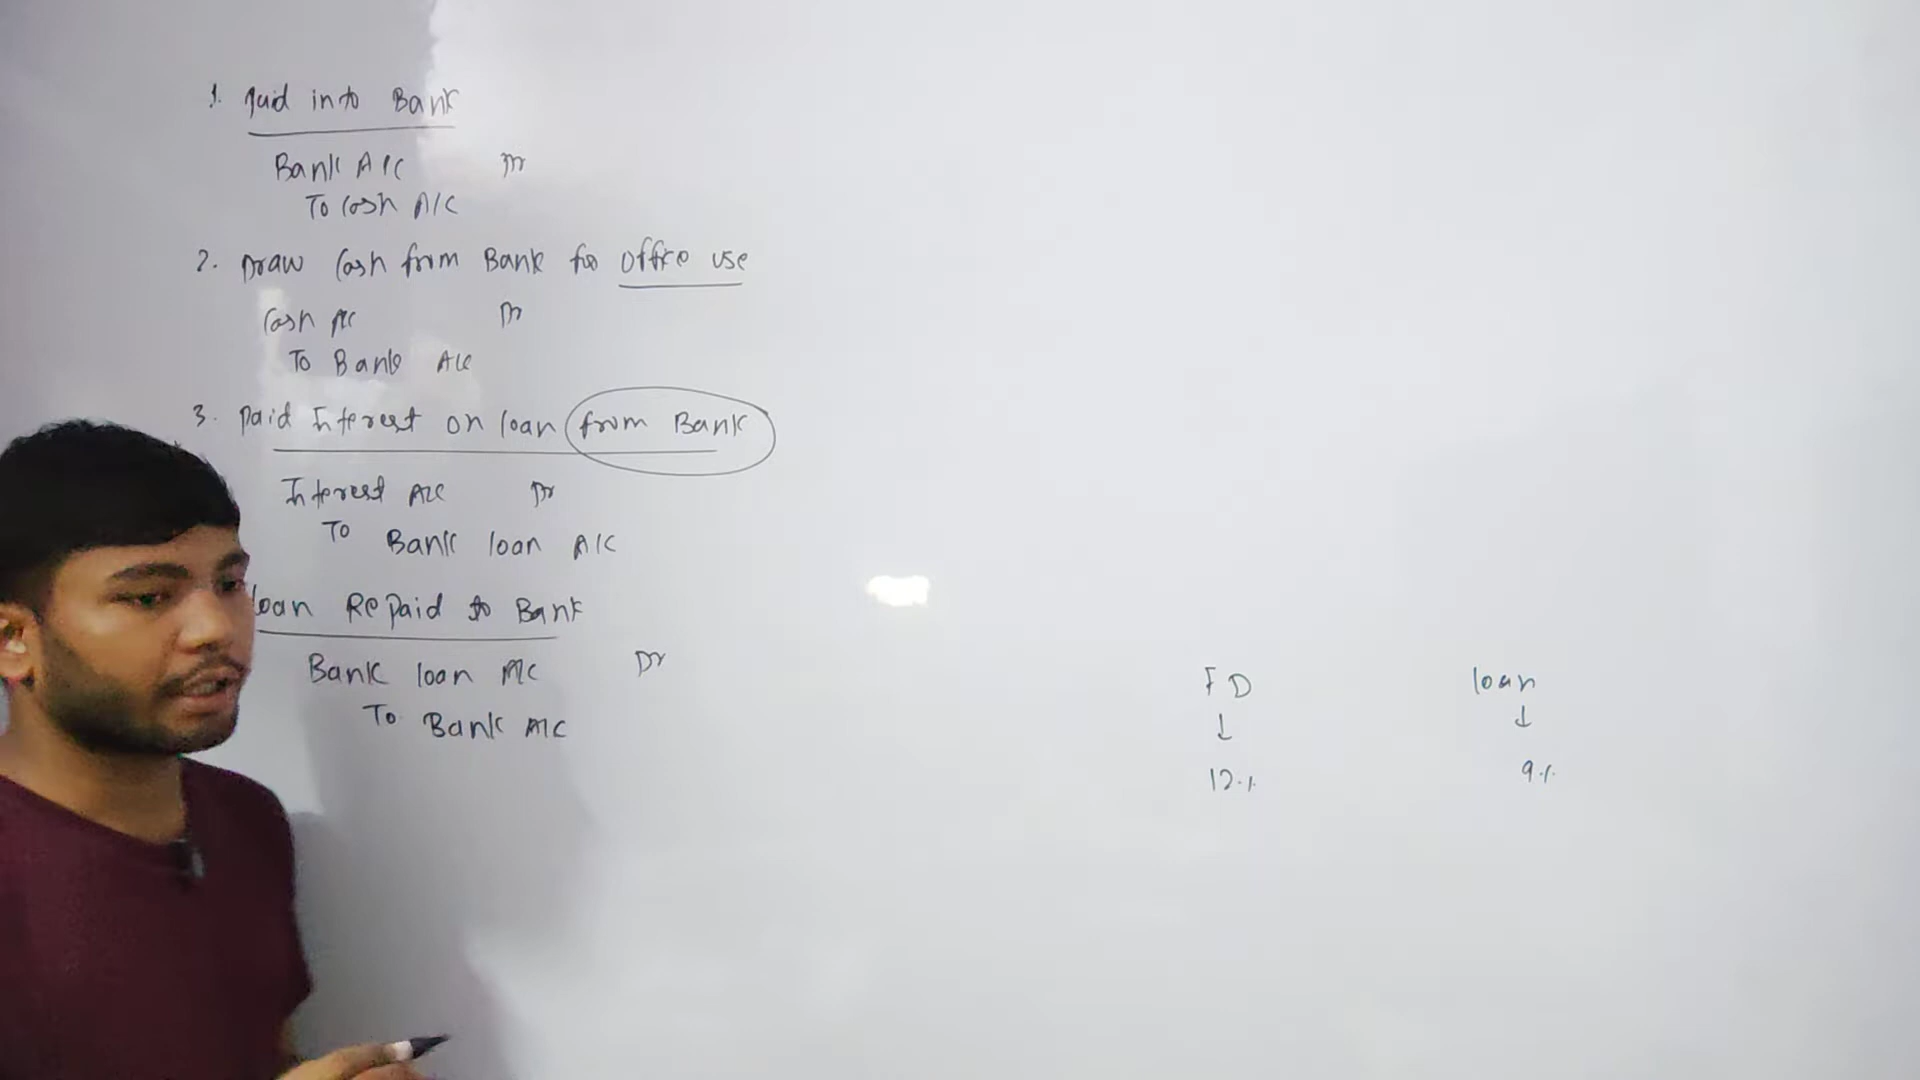 1. Paid into Bank
Bank A/C Dr
To Cash A/C
2. Draw Cash from Bank for office use
Cash A/C Dr
To Bank A/C
3. Paid Interest on loan from Bank
Interest A/C Dr
To Bank loan A/C
loan Repaid to Bank
Bank loan A/C Dr
To Bank A/C
FD loan
↓ ↓
12% 9%